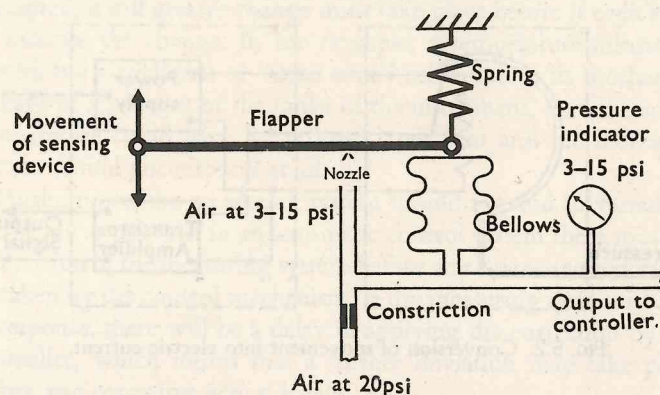 Spring
Movement
of sensing
device
Flapper
Pressure
indicator
3–15 psi
Nozzle
Air at 3–15 psi
Bellows
Constriction
Output to
controller.
Air at 20psi